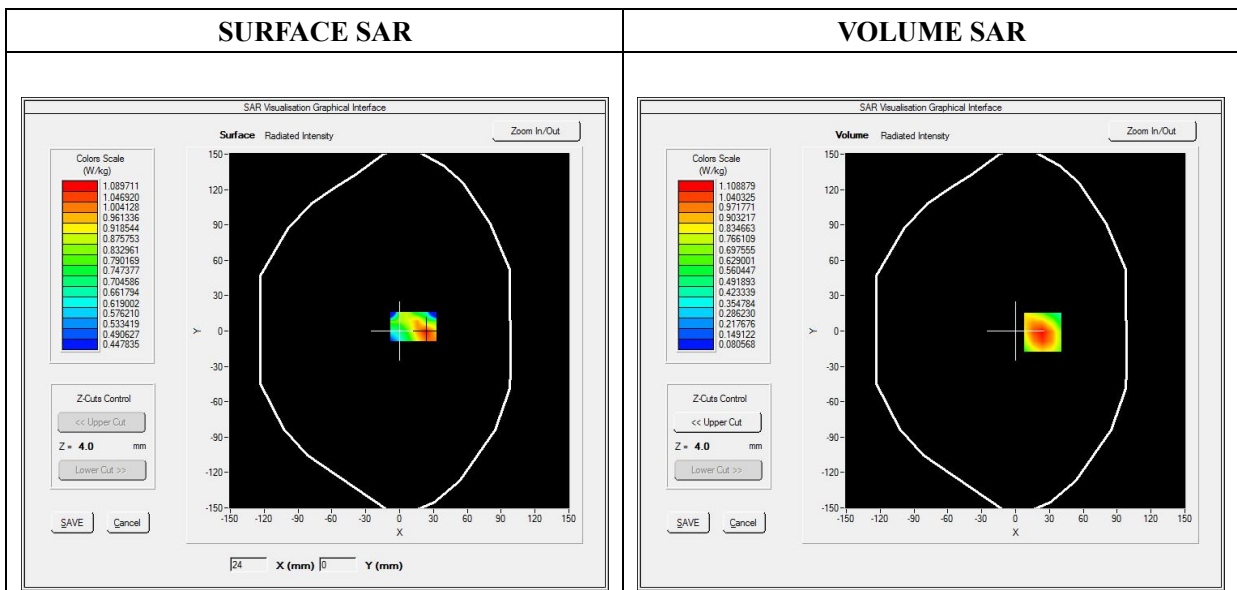 SURFACE SAR
SAR Visualisation Graphical Interface
Surface Radiated Intensity
Zoom In/Out
Colors Scale
(W/kg)
1.089711
1.046920
1.004128
0.961336
0.918544
0.875753
0.832961
0.790169
0.747377
0.704586
0.661794
0.619002
0.576210
0.533419
0.490627
0.447835
Z-Cuts Control
<< Upper Cut
Z = 4.0 mm
Lower Cut >>
SAVE Cancel
Y
150
120
90
60
30
0
-30
-60
-90
-120
-150
-150 -120 -90 -60 -30 0 30 60 90 120 150
X
24 X (mm) 0 Y (mm)
VOLUME SAR
SAR Visualisation Graphical Interface
Volume Radiated Intensity
Zoom In/Out
Colors Scale
(W/kg)
1.108879
1.040325
0.971771
0.903217
0.834663
0.766109
0.697555
0.629001
0.560447
0.491893
0.423339
0.354784
0.286230
0.217676
0.149122
0.080568
Z-Cuts Control
<< Upper Cut
Z = 4.0 mm
Lower Cut >>
SAVE Cancel
Y
150
120
90
60
30
0
-30
-60
-90
-120
-150
-150 -120 -90 -60 -30 0 30 60 90 120 150
X